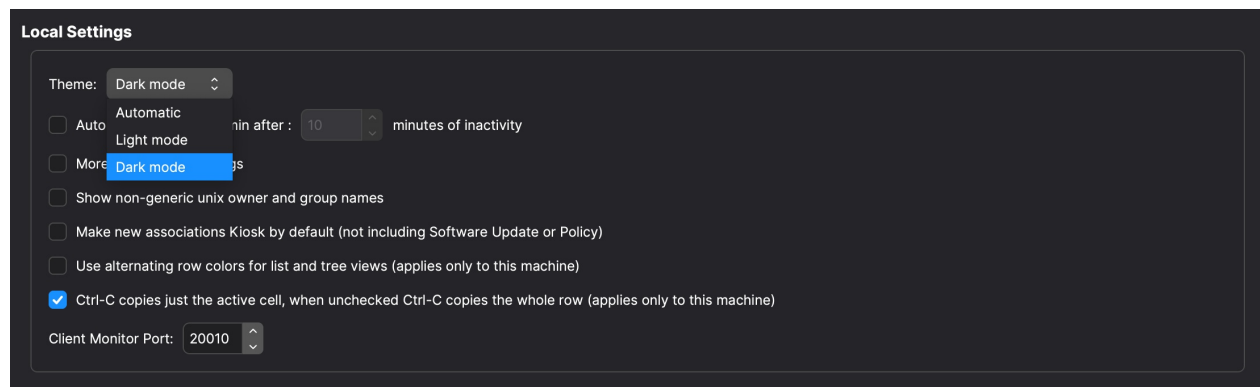 Local Settings
Theme: Dark mode
Automatic
Auto min after : 10 minutes of inactivity
Light mode
More
Dark mode
Show non-generic unix owner and group names
Make new associations Kiosk by default (not including Software Update or Policy)
Use alternating row colors for list and tree views (applies only to this machine)
Ctrl-C copies just the active cell, when unchecked Ctrl-C copies the whole row (applies only to this machine)
Client Monitor Port: 20010